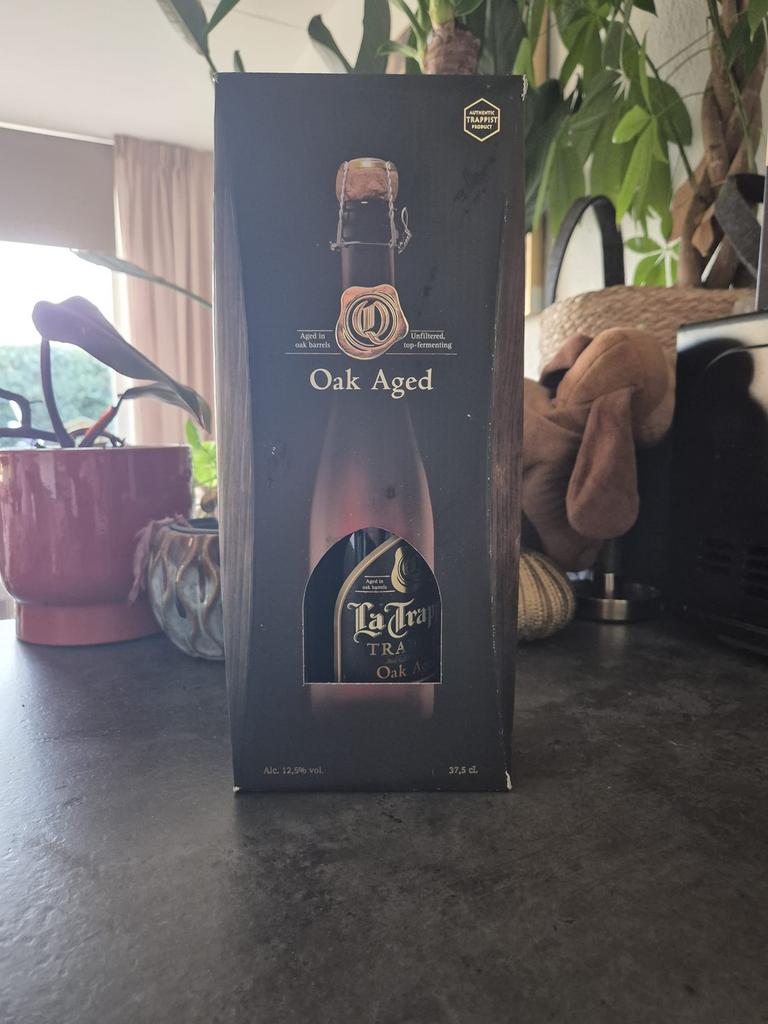 AUTHENTIC
TRAPPIST
PRODUCT
Q
Aged in
oak barrels
Unfiltered,
top-fermenting
Oak Aged
Aged in
oak barrels
La Trap
TRA
Oak Ag
Alc. 12,5% vol.
37,5 cl.